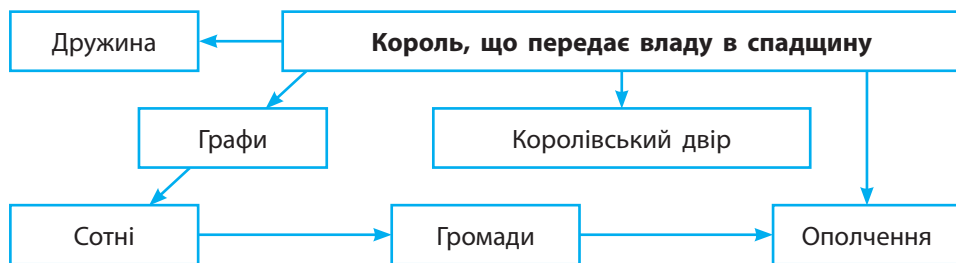 Дружина
Король, що передає владу в спадщину
Графи
Королівський двір
Сотні
Громади
Ополчення